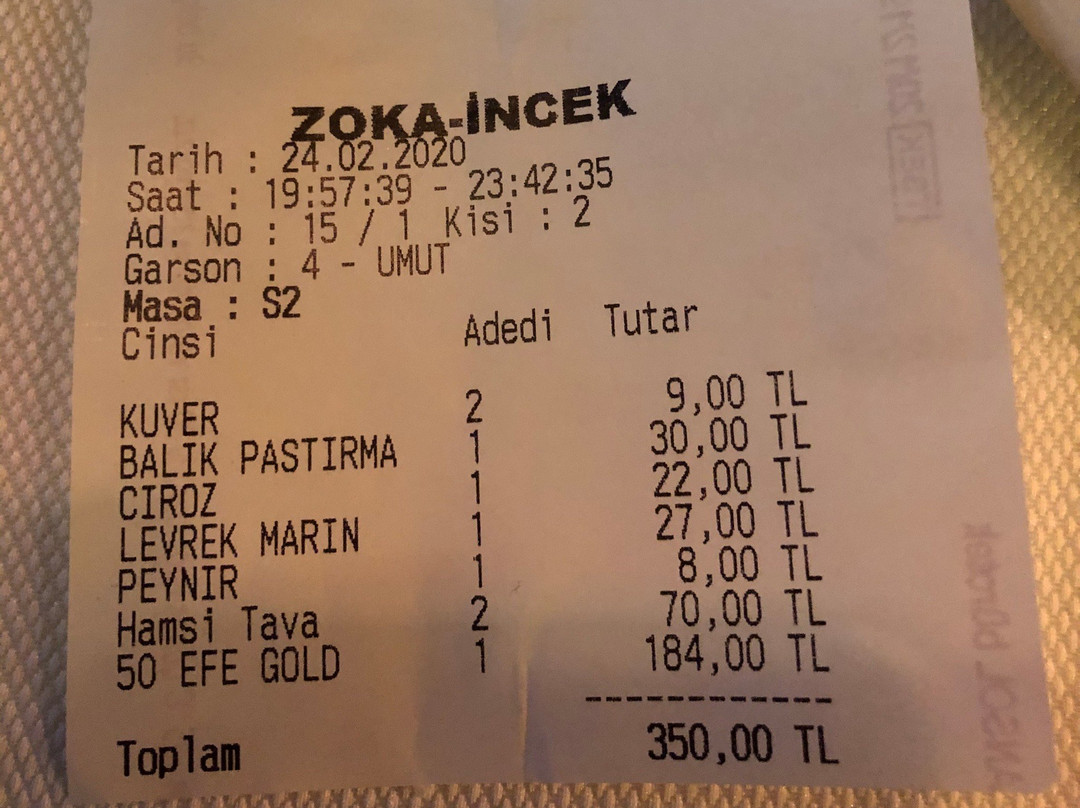 ZOKA-İNCEK
Tarih : 24.02.2020
Saat : 19:57:39 - 23:42:35
Ad. No : 15 / 1 Kisi : 2
Garson : 4 - UMUT
Masa : S2
Cinsi Adedi Tutar
KUVER 2 9,00 TL
BALIK PASTIRMA 1 30,00 TL
CIROZ 1 22,00 TL
LEVREK MARIN 1 27,00 TL
PEYNIR 1 8,00 TL
Hamsi Tava 2 70,00 TL
50 EFE GOLD 1 184,00 TL
------------
Toplam 350,00 TL